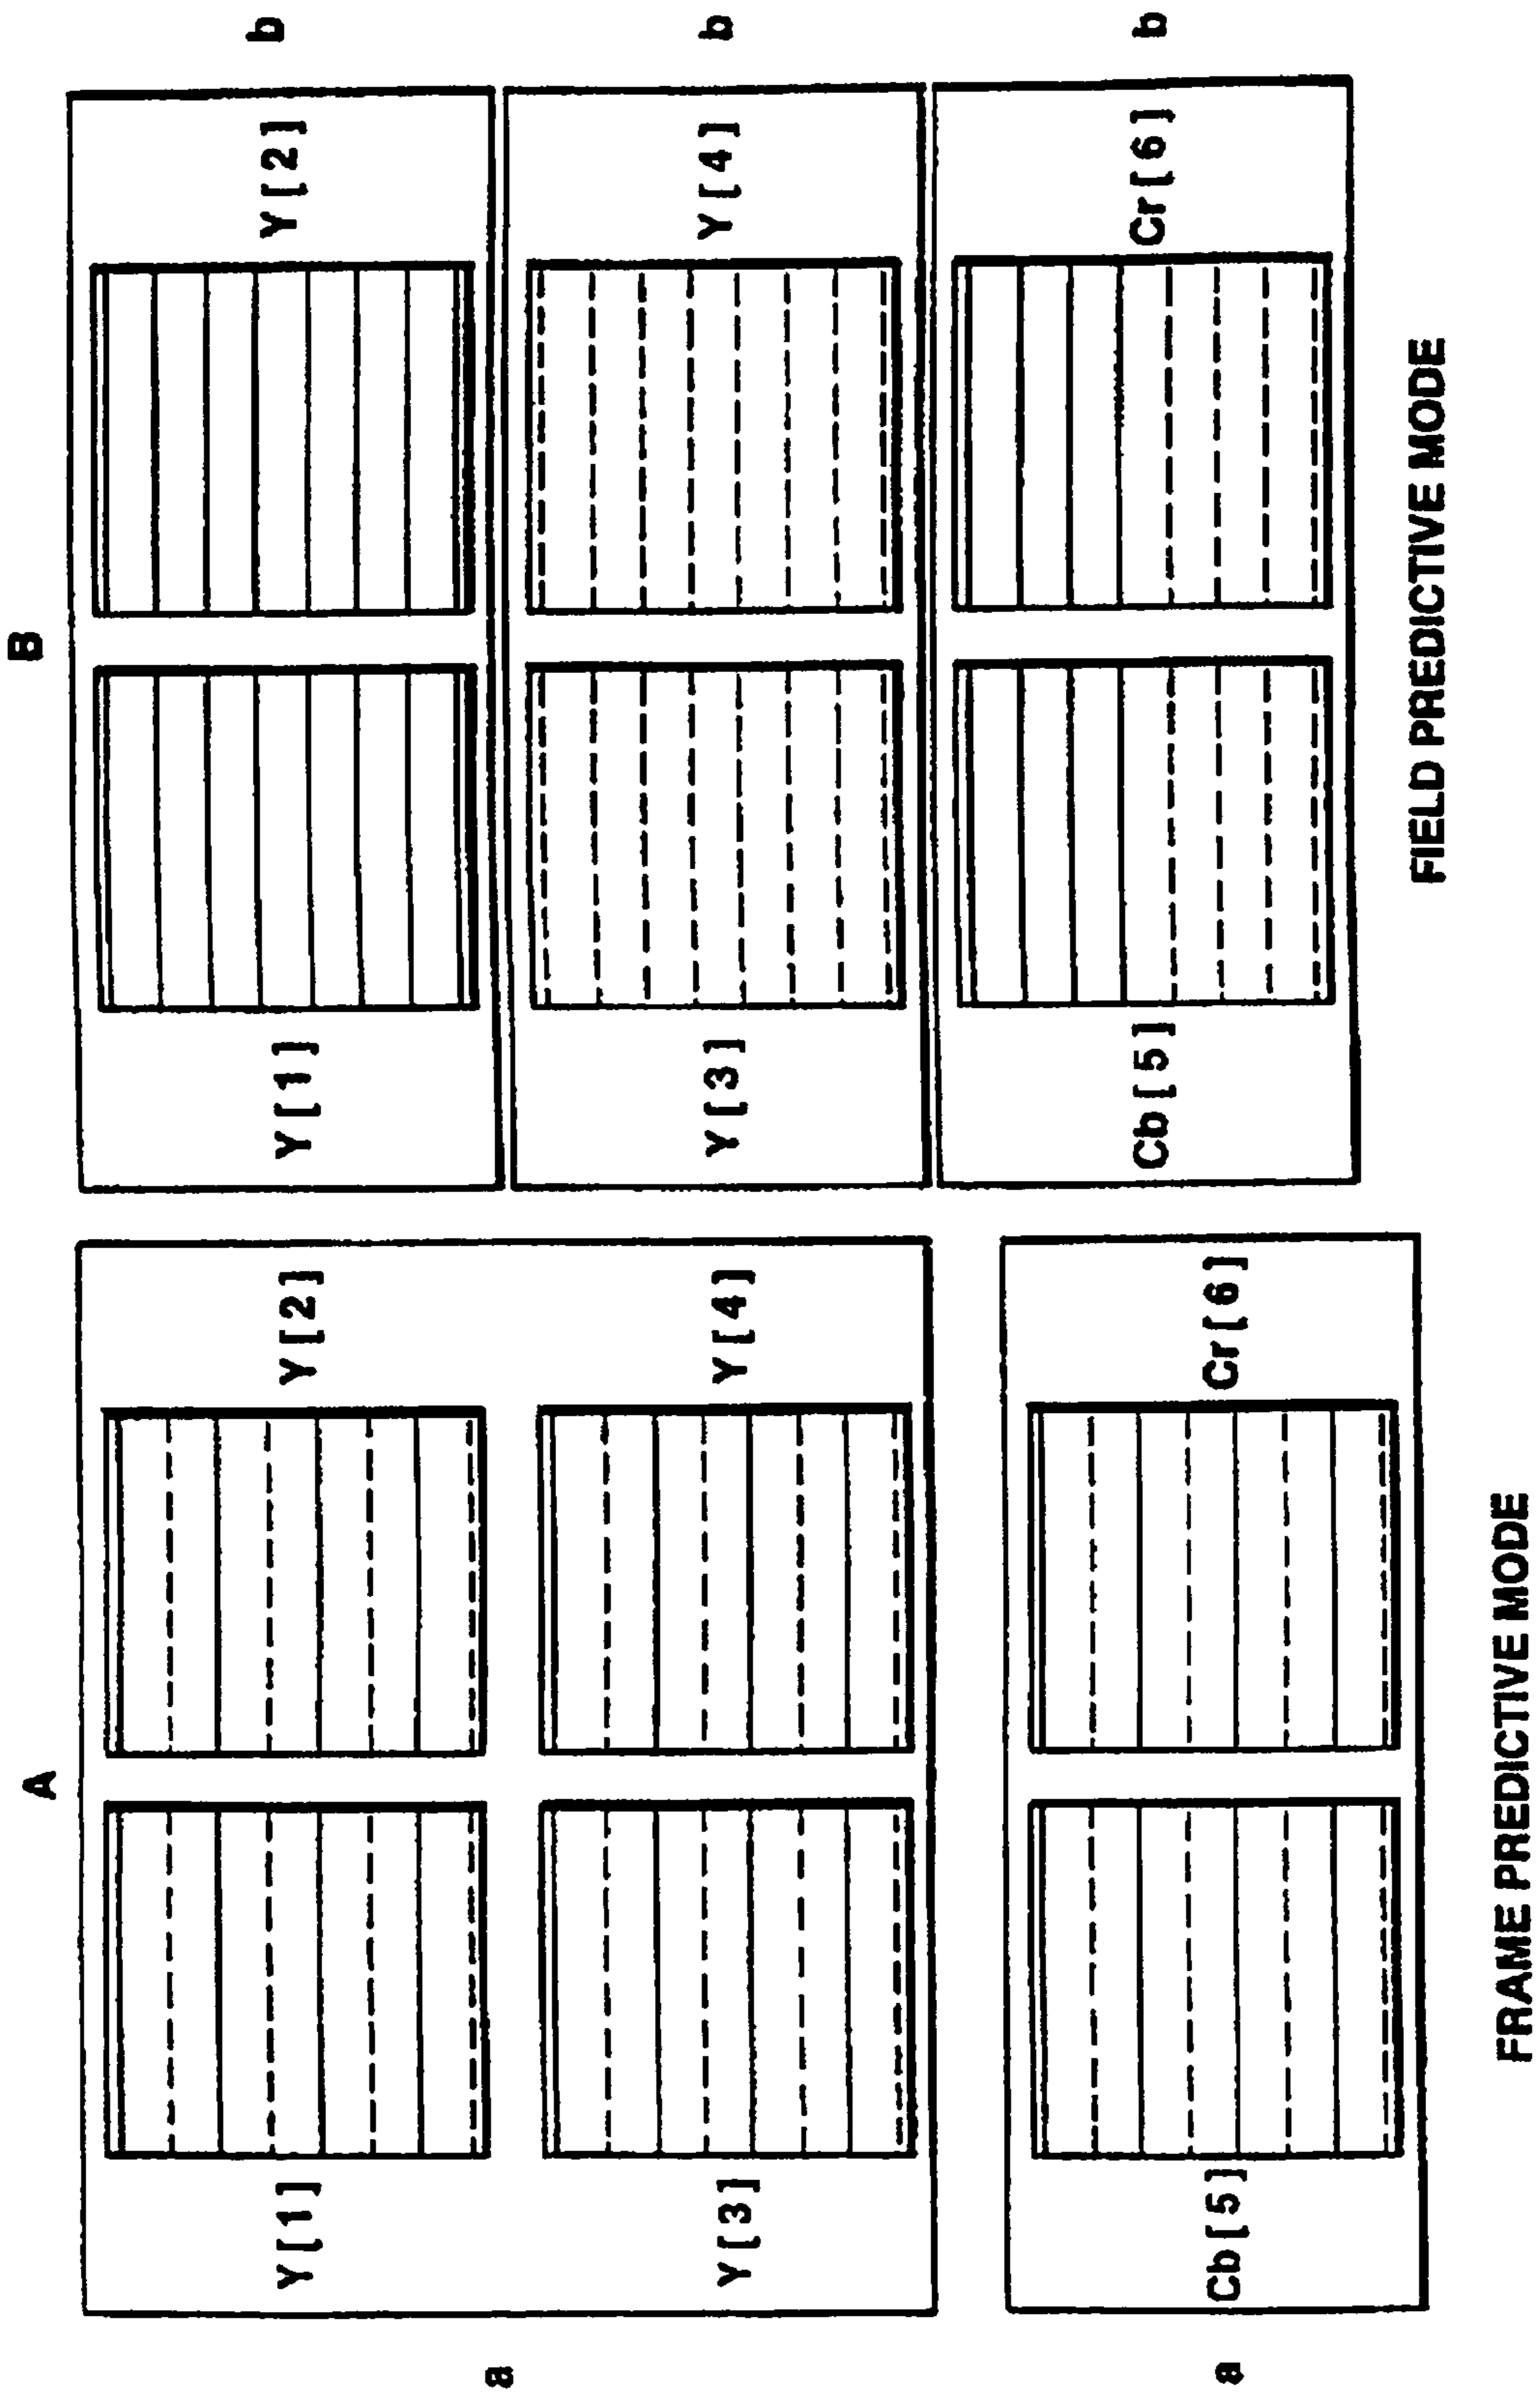 A
a
Y[1]
Y[2]
Y[3]
Y[4]
a
Cb[5]
Cr[6]
FRAME PREDICTIVE MODE
B
Y[1]
Y[2]
b
Y[3]
Y[4]
b
Cb[5]
Cr[6]
b
FIELD PREDICTIVE MODE